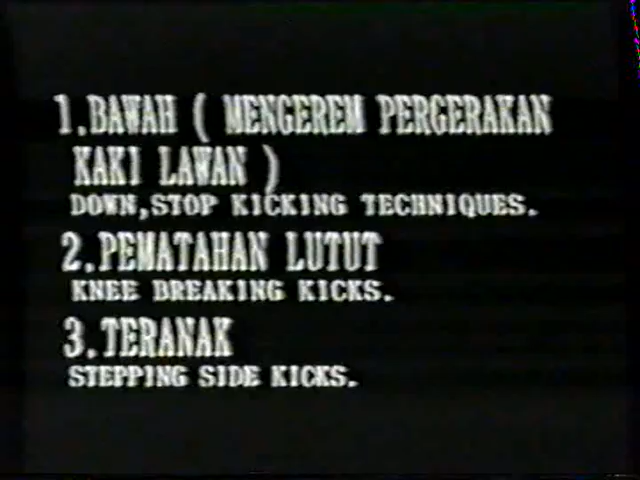 1.BAWAH ( MENGEREM PERGERAKAN
KAKI LAWAN )
DOWN,STOP KICKING TECHNIQUES.
2.PEMATAHAN LUTUT
KNEE BREAKING KICKS.
3.TERANAK
STEPPING SIDE KICKS.